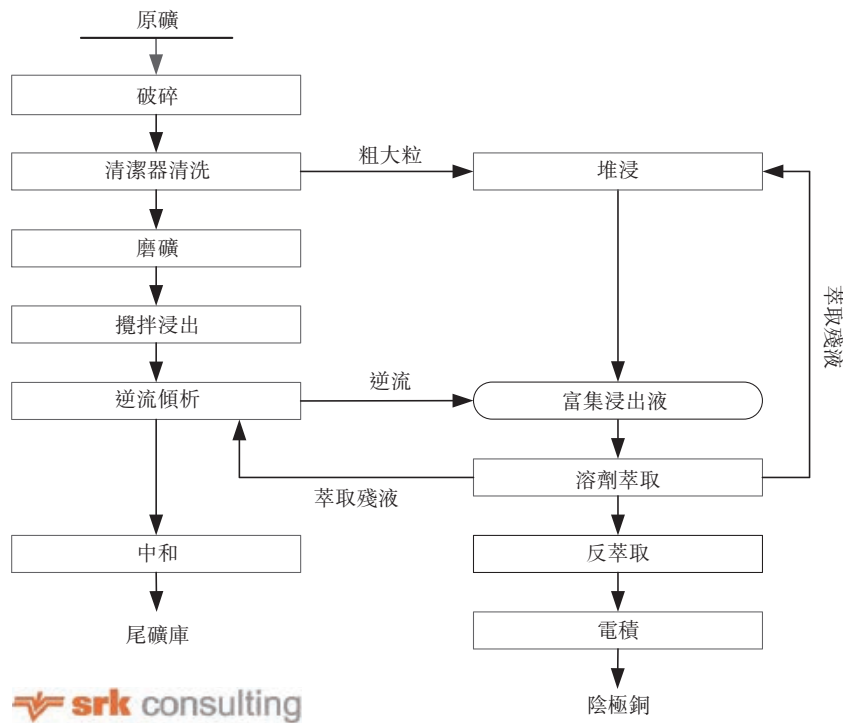 原礦
破碎
清潔器清洗
粗大粒
堆浸
磨礦
攪拌浸出
萃取殘液
逆流傾析
逆流
富集浸出液
萃取殘液
溶劑萃取
中和
反萃取
尾礦庫
電積
陰極銅
srk consulting